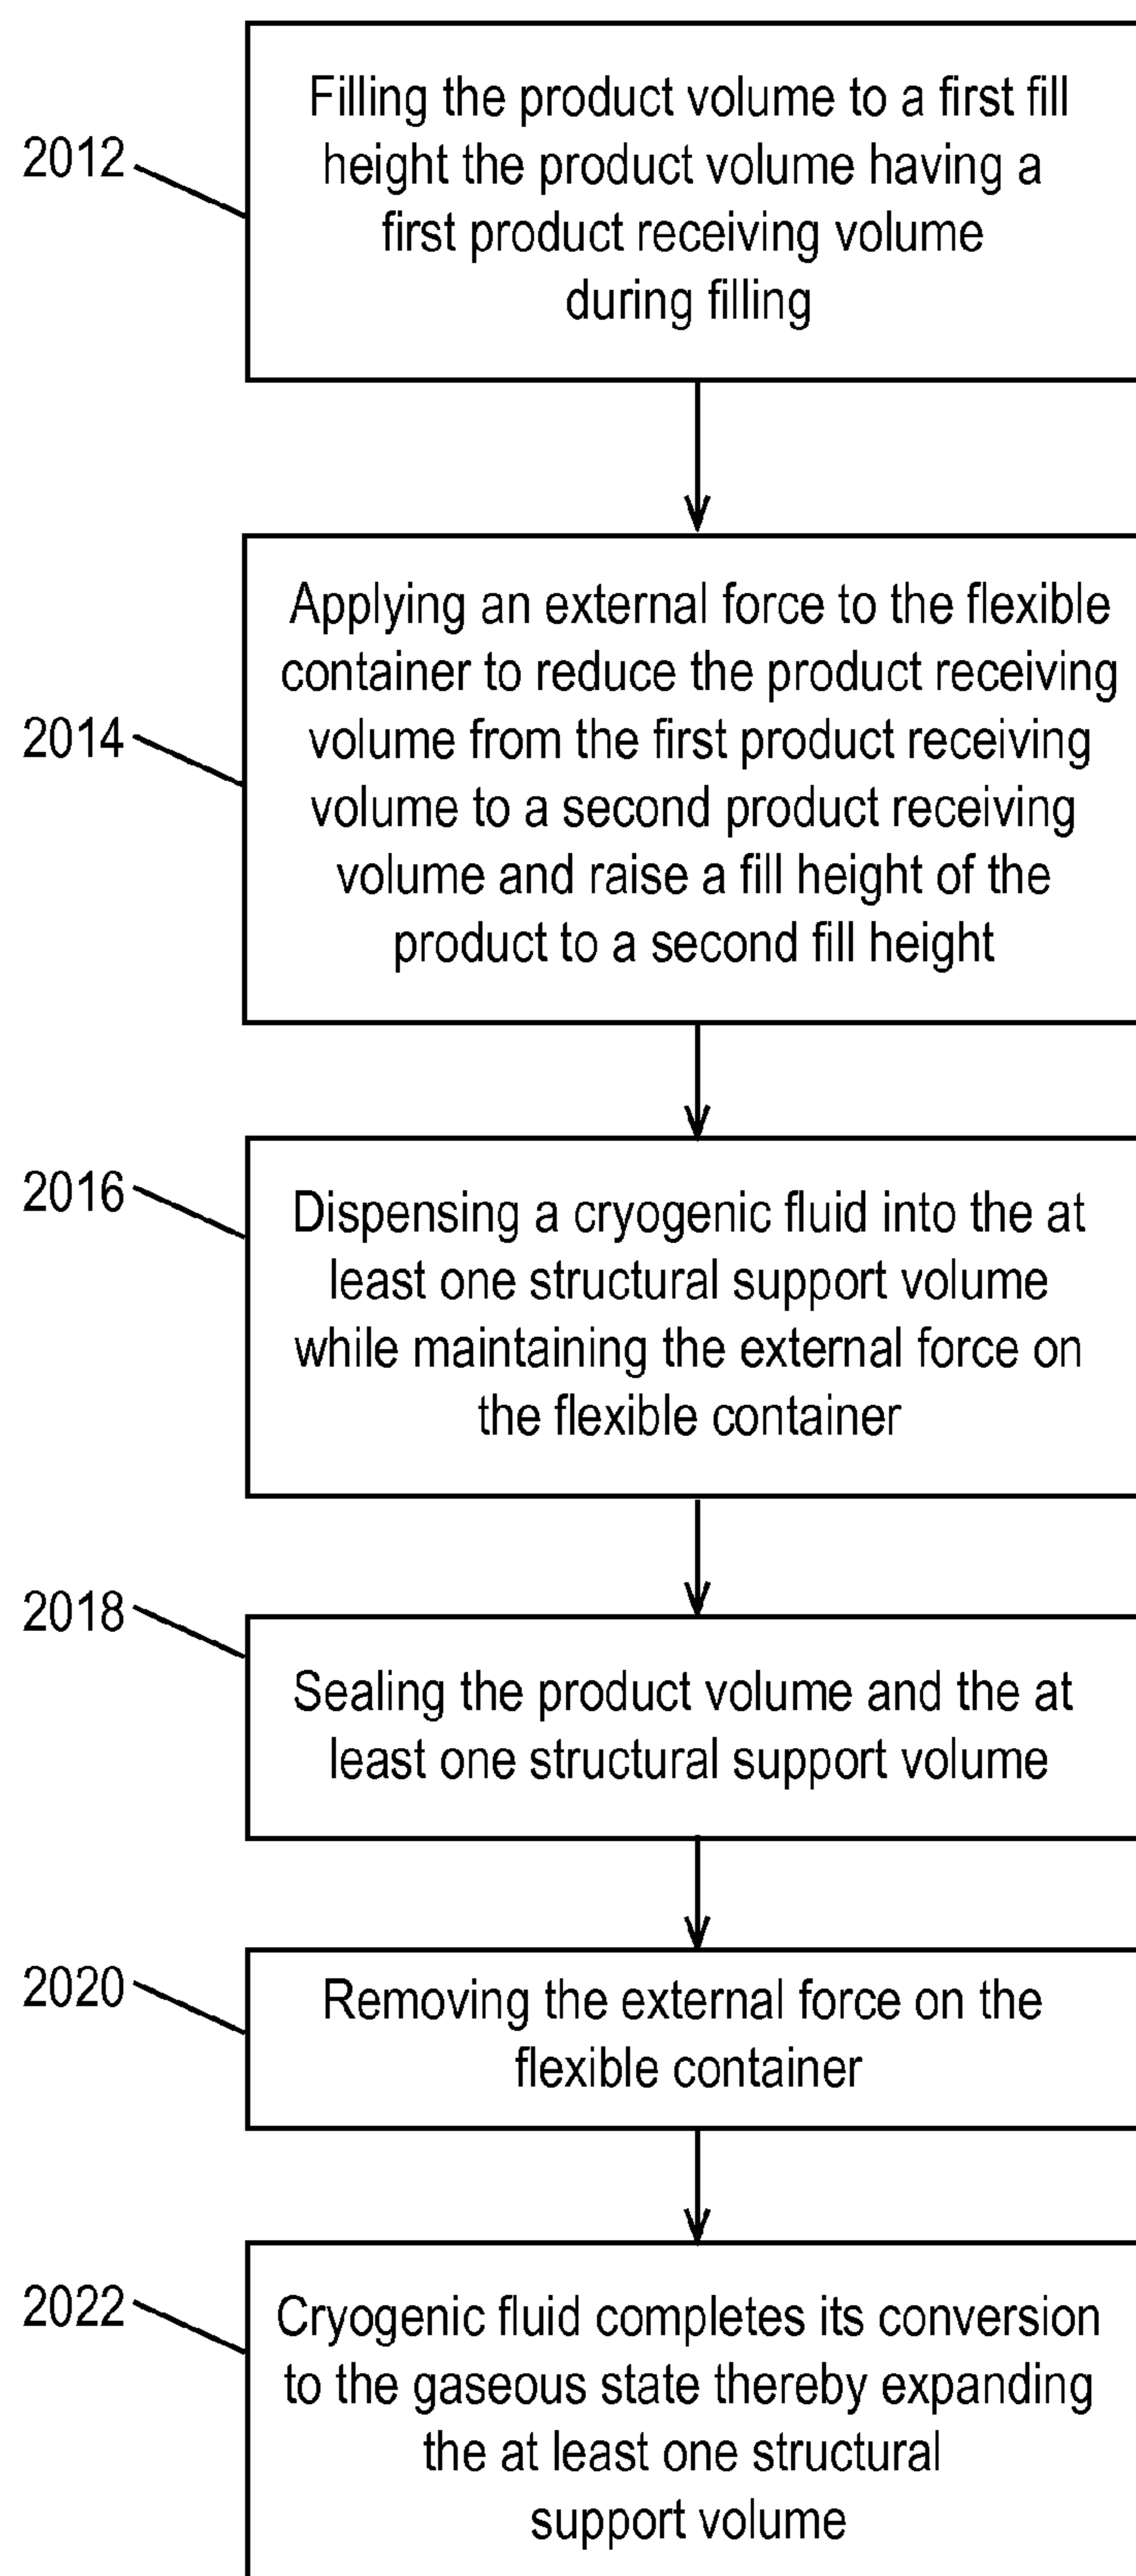 Filling the product volume to a first fill
height the product volume having a
first product receiving volume
during filling
2012
Applying an external force to the flexible
container to reduce the product receiving
volume from the first product receiving
volume to a second product receiving
volume and raise a fill height of the
product to a second fill height
2014
Dispensing a cryogenic fluid into the at
least one structural support volume
while maintaining the external force on
the flexible container
2016
Sealing the product volume and the at
least one structural support volume
2018
Removing the external force on the
flexible container
2020
Cryogenic fluid completes its conversion
to the gaseous state thereby expanding
the at least one structural
support volume
2022